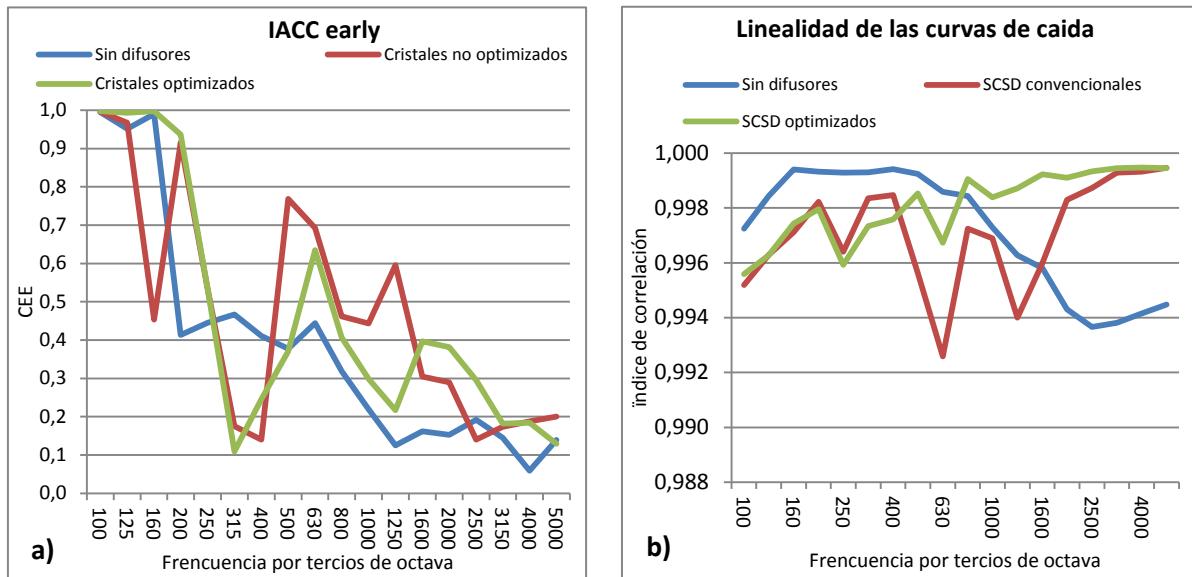 IACC early
Sin difusores
Cristales no optimizados
Cristales optimizados
CEE
1,0
0,9
0,8
0,7
0,6
0,5
0,4
0,3
0,2
0,1
0,0
100 125 160 200 250 315 400 500 630 800 1000 1250 1600 2000 2500 3150 4000 5000
a)
Frencuencia por tercios de octava
Linealidad de las curvas de caida
Sin difusores
SCSD convencionales
SCSD optimizados
ïndice de correlación
1,000
0,998
0,996
0,994
0,992
0,990
0,988
100 160 250 400 630 1000 1600 2500 4000
b)
Frencuencia por tercios de octava